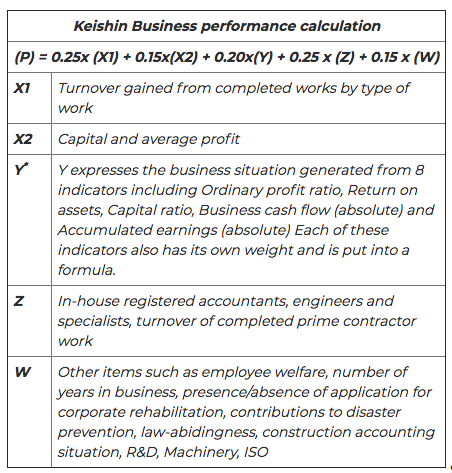 Keishin Business performance calculation
(P) = 0.25x (X1) + 0.15x(X2) + 0.20x(Y) + 0.25 x (Z) + 0.15 x (W)
X1
Turnover gained from completed works by type of
work
X2
Capital and average profit
Y*
Y expresses the business situation generated from 8
indicators including Ordinary profit ratio, Return on
assets, Capital ratio, Business cash flow (absolute) and
Accumulated earnings (absolute) Each of these
indicators also has its own weight and is put into a
formula.
Z
In-house registered accountants, engineers and
specialists, turnover of completed prime contractor
work
W
Other items such as employee welfare, number of
years in business, presence/absence of application for
corporate rehabilitation, contributions to disaster
prevention, law-abidingness, construction accounting
situation, R&D, Machinery, ISO